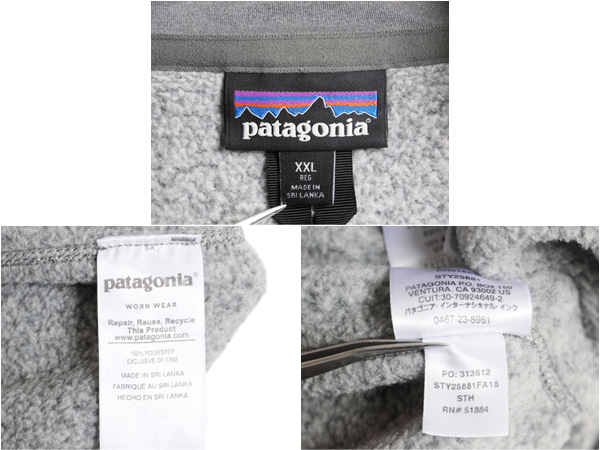 patagonia®
XXL
REG
MADE IN
SRI LANKA
patagonia®
WORN WEAR
Repair, Reuse, Recycle
This Product
www.patagonia.com
100% POLYESTER
EXCLUSIVE OF TRIM
MADE IN SRI LANKA
FABRIQUÉ AU SRI LANKA
HECHO EN SRI LANKA
STY25881
PATAGONIA P.O. BOX 150
VENTURA, CA 93002 US
CUIT:30-70924649-2
パタゴニア・インターナショナル・インク
0467-23-8961
PO: 313612
STY25881FA18
STH
RN# 51884